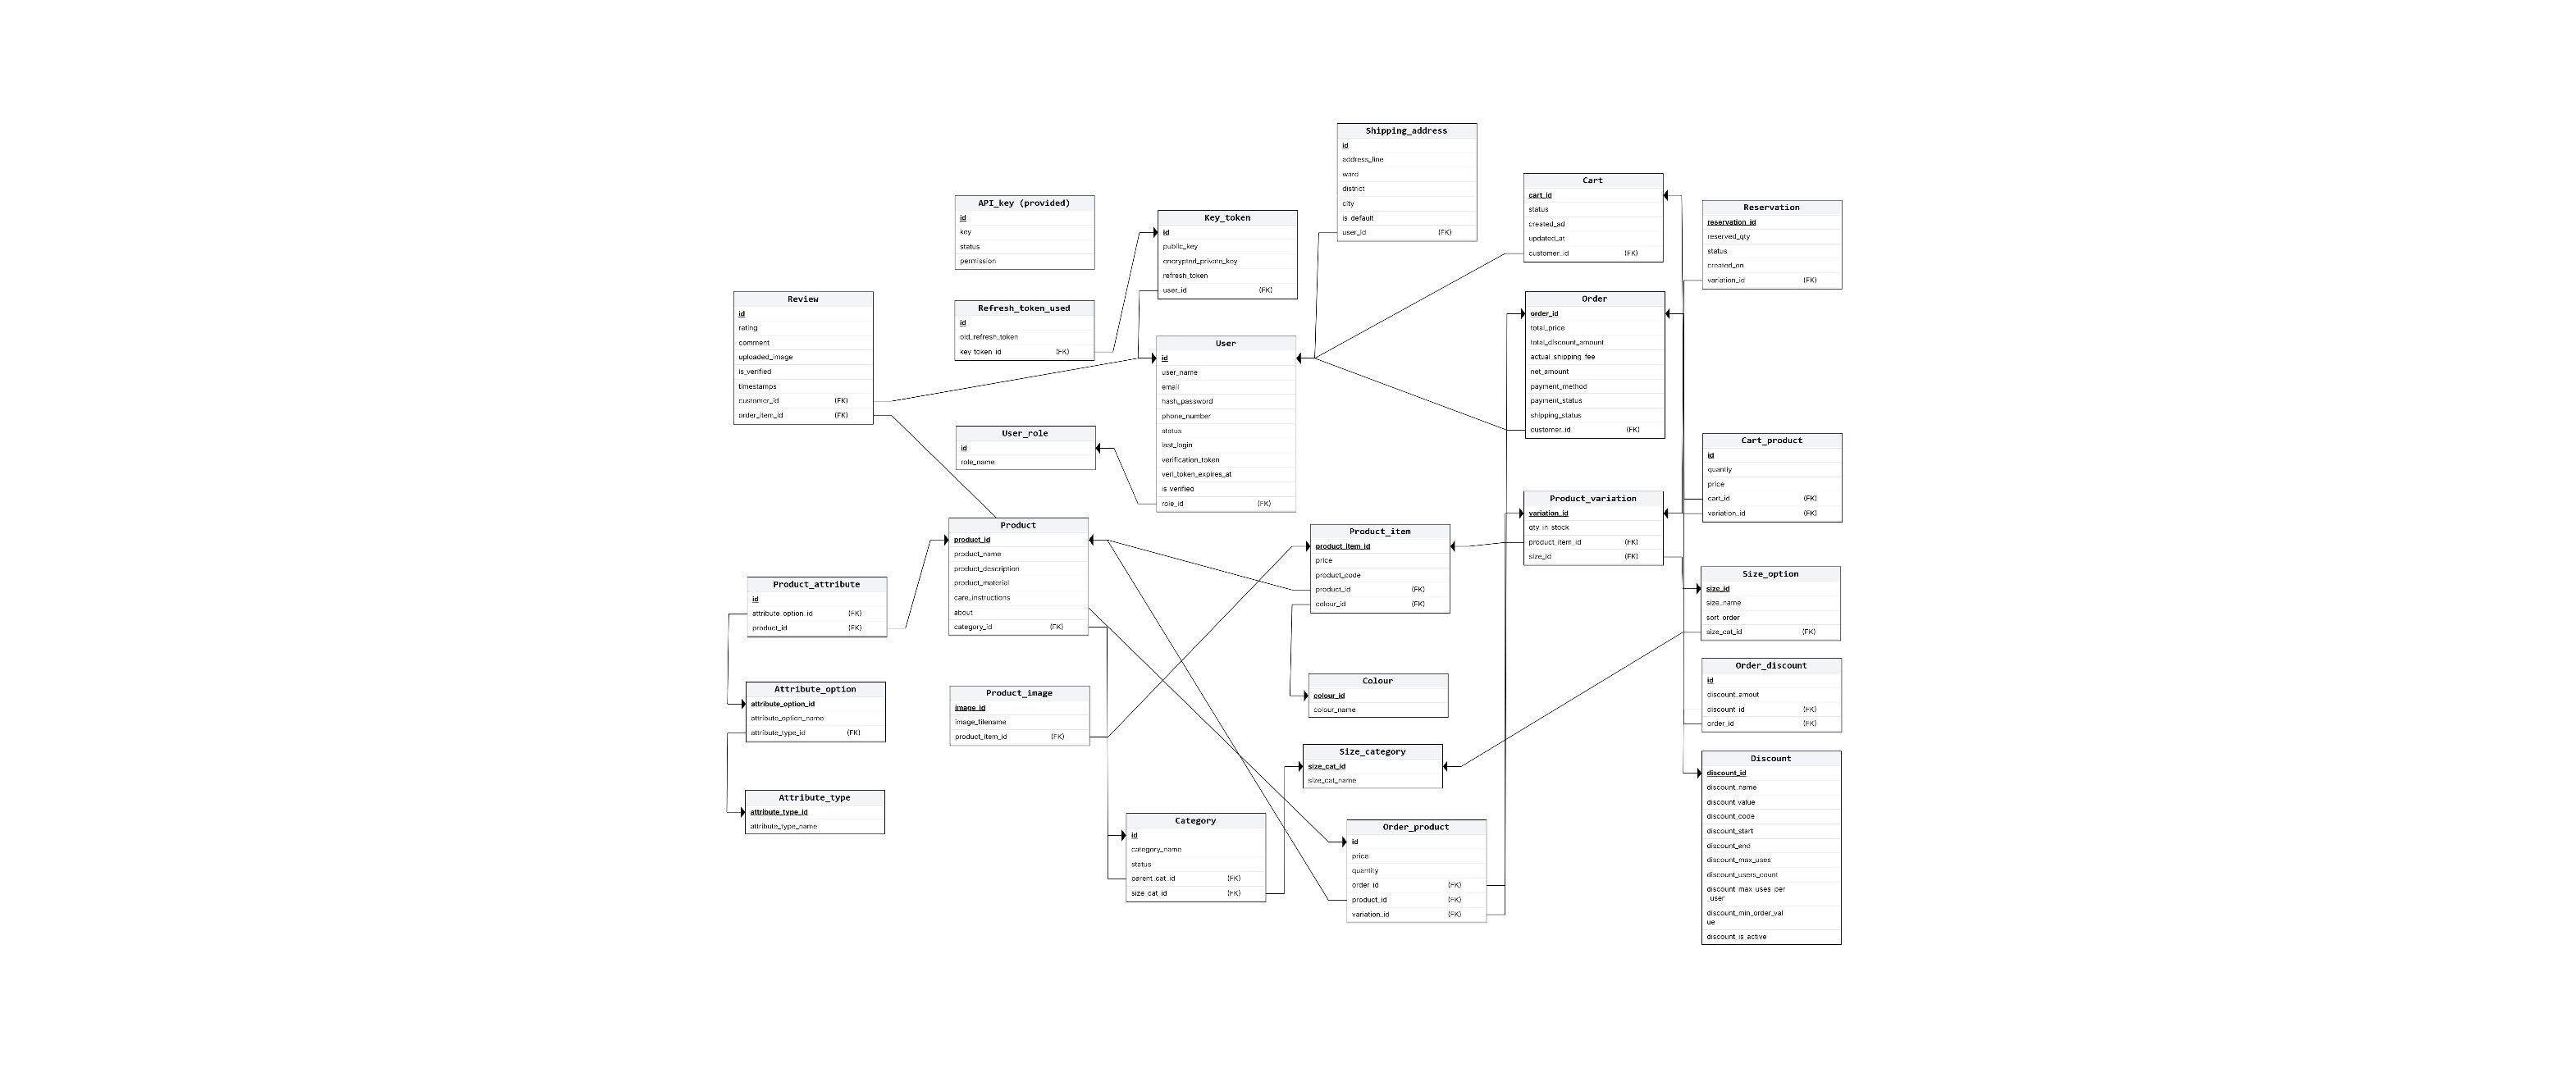 Shipping_address
id
address_line
ward
district
city
is_default
user_id (FK)
Cart
cart_id
status
created_ad
updated_at
customer_id (FK)
Reservation
reservation_id
reserved_qty
status
created_on
variation_id (FK)
API_key (provided)
id
key
status
permission
Key_token
id
public_key
encrypted_private_key
refresh_token
user_id (FK)
Review
id
rating
comment
uploaded_image
is_verified
timestamps
customer_id (FK)
order_item_id (FK)
Refresh_token_used
id
old_refresh_token
key_token_id (FK)
User
id
user_name
email
hash_password
phone_number
status
last_login
verification_token
veri_token_expires_at
is_verified
role_id (FK)
Order
order_id
total_price
total_discount_amount
actual_shipping_fee
net_amount
payment_method
payment_status
shipping_status
customer_id (FK)
User_role
id
role_name
Cart_product
id
quantiy
price
cart_id (FK)
variation_id (FK)
Product
product_id
product_name
product_description
product_material
care_instructions
about
category_id (FK)
Product_item
product_item_id
price
product_code
product_id (FK)
colour_id (FK)
Product_variation
variation_id
qty_in_stock
product_item_id (FK)
size_id (FK)
Size_option
size_id
size_name
sort_order
size_cat_id (FK)
Product_attribute
id
attribute_option_id (FK)
product_id (FK)
Attribute_option
attribute_option_id
attribute_option_name
attribute_type_id (FK)
Product_image
image_id
image_filename
product_item_id (FK)
Colour
colour_id
colour_name
Order_discount
id
discount_amout
discount_id (FK)
order_id (FK)
Size_category
size_cat_id
size_cat_name
Discount
discount_id
discount_name
discount_value
discount_code
discount_start
discount_end
discount_max_uses
discount_users_count
discount_max_uses_per
_user
discount_min_order_val
ue
discount_is_active
Attribute_type
attribute_type_id
attribute_type_name
Category
id
category_name
status
parent_cat_id (FK)
size_cat_id (FK)
Order_product
id
price
quantity
order_id (FK)
product_id (FK)
variation_id (FK)